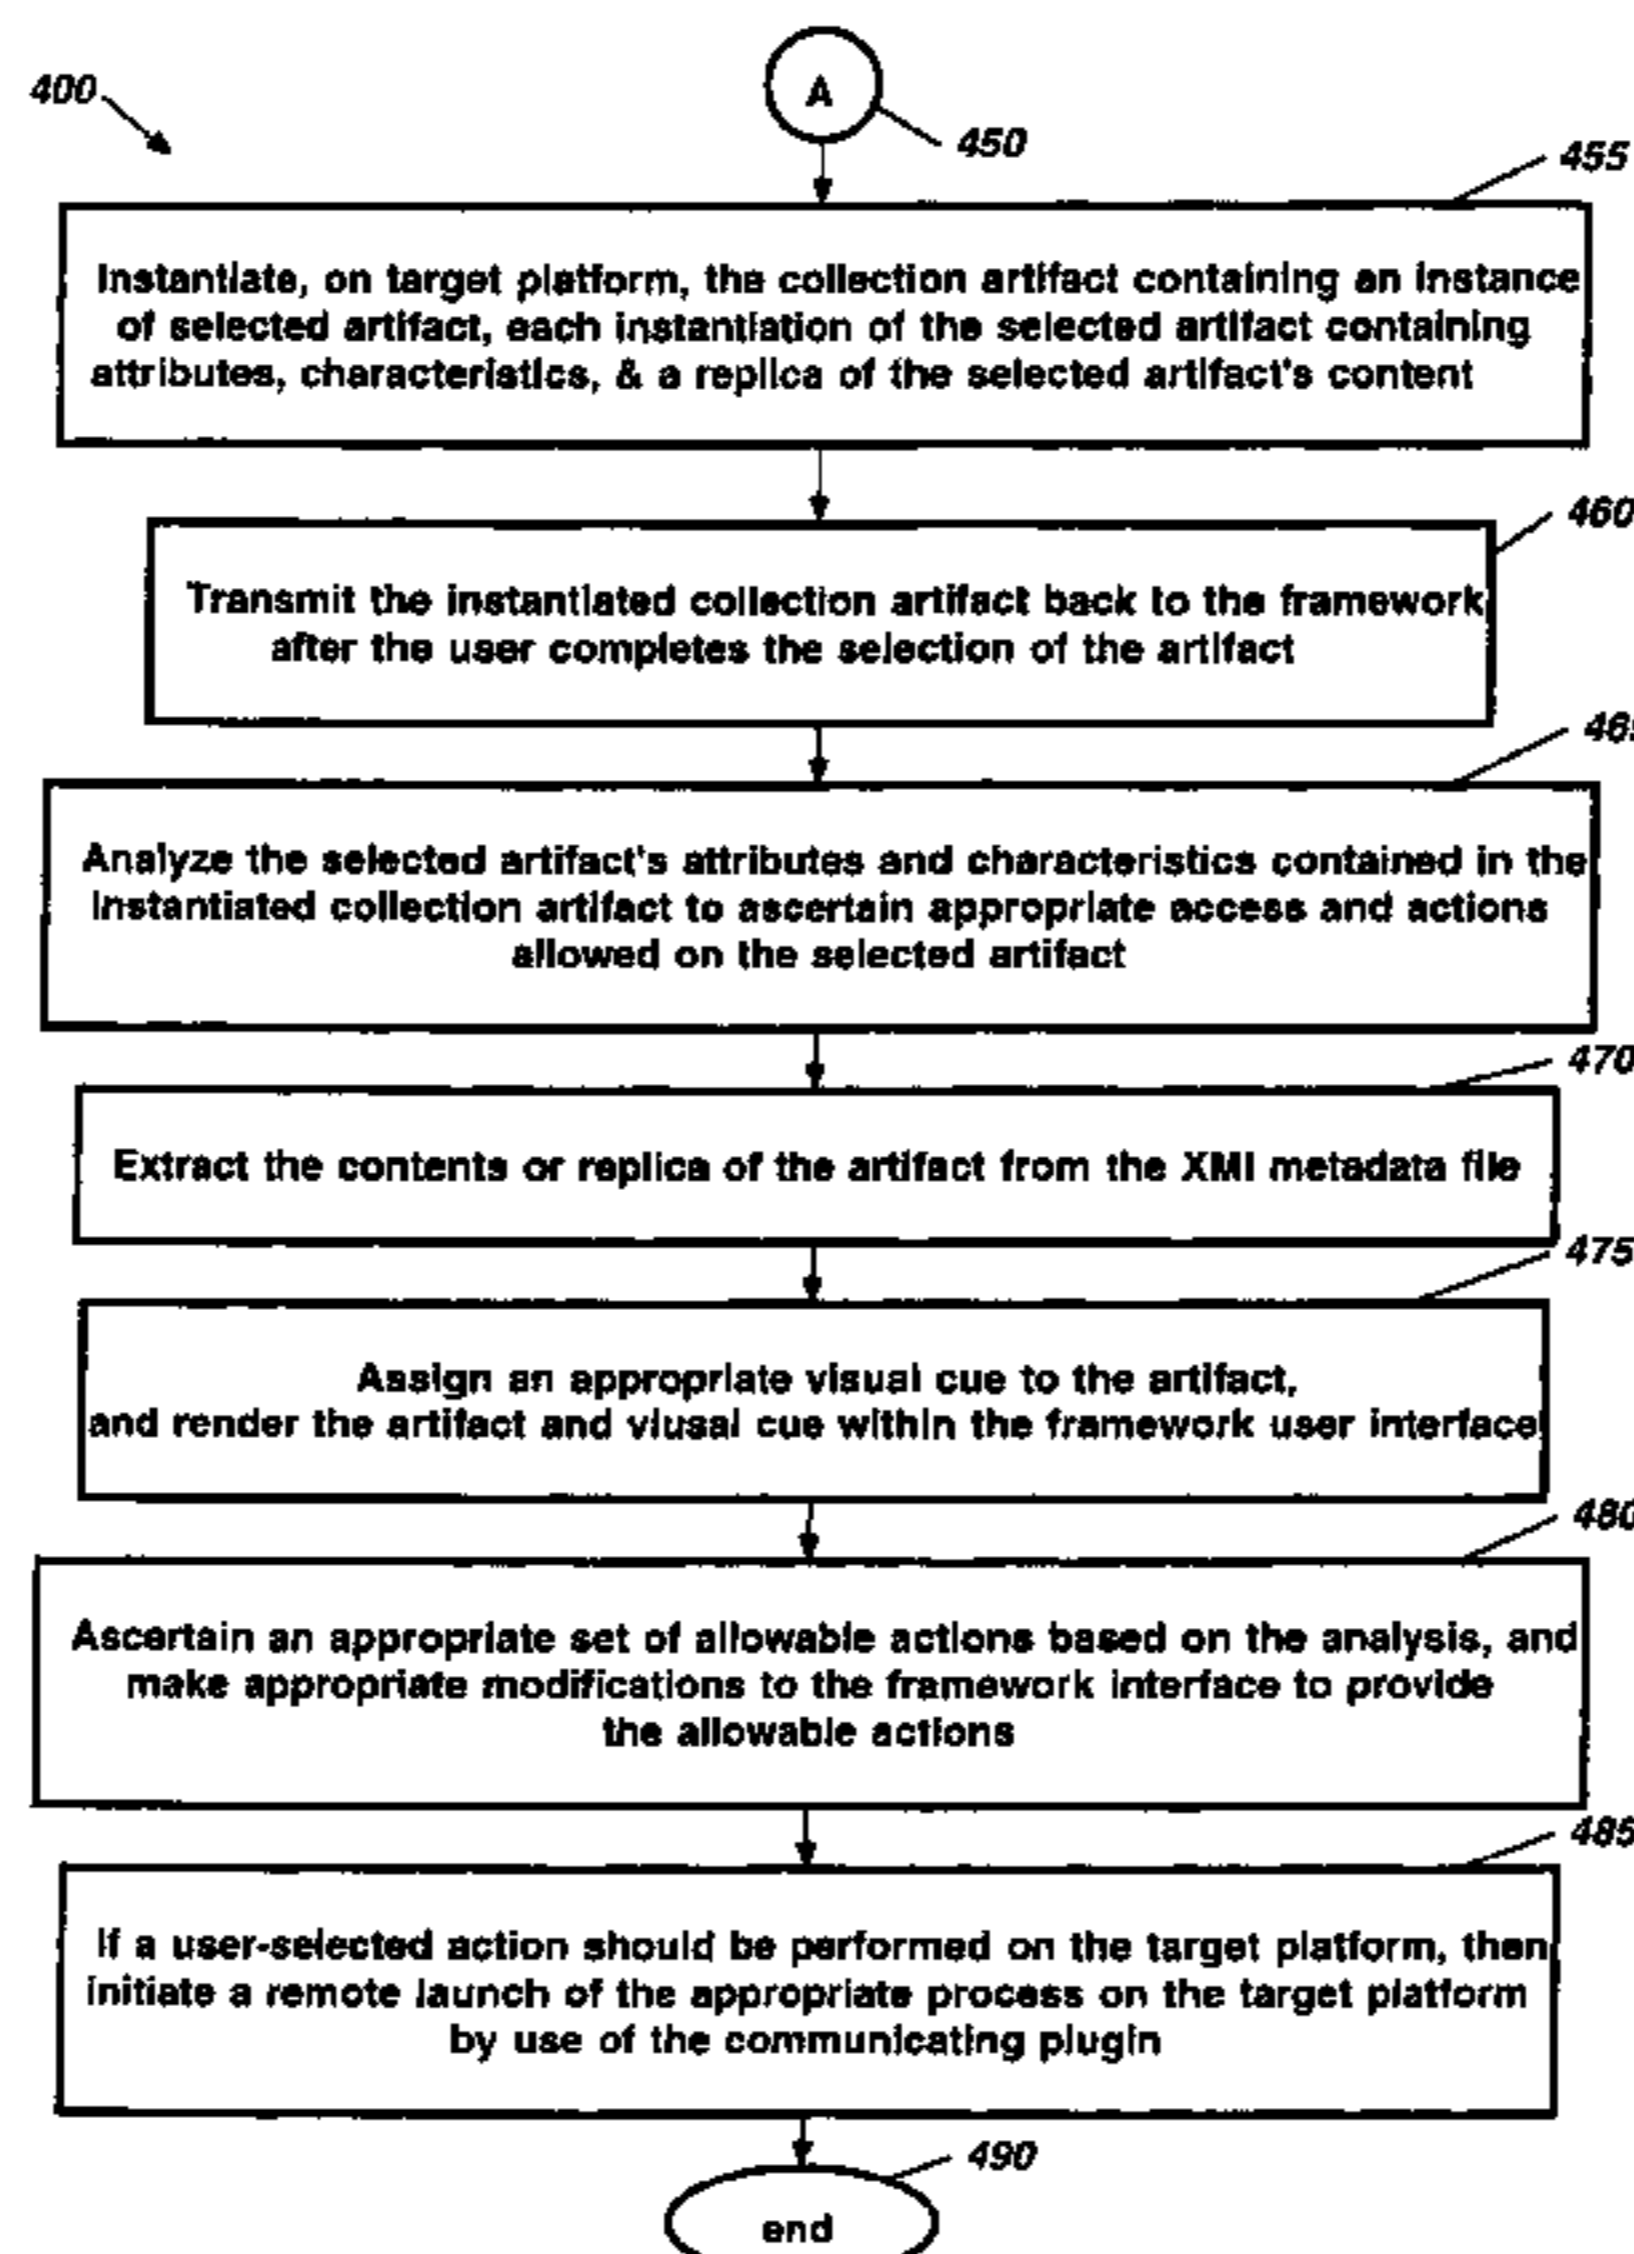 400
A
450
455
Instantiate, on target platform, the collection artifact containing an instance
of selected artifact, each instantiation of the selected artifact containing
attributes, characteristics, & a replica of the selected artifact's content
460
Transmit the instantiated collection artifact back to the framework
after the user completes the selection of the artifact
465
Analyze the selected artifact's attributes and characteristics contained in the
instantiated collection artifact to ascertain appropriate access and actions
allowed on the selected artifact
470
Extract the contents or replica of the artifact from the XMI metadata file
475
Assign an appropriate visual cue to the artifact,
and render the artifact and viusal cue within the framework user interface
480
Ascertain an appropriate set of allowable actions based on the analysis, and
make appropriate modifications to the framework interface to provide
the allowable actions
485
If a user-selected action should be performed on the target platform, then
initiate a remote launch of the appropriate process on the target platform
by use of the communicating plugin
490
end